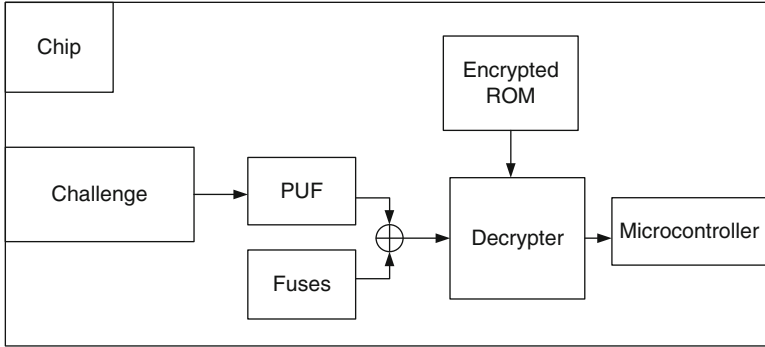 Chip
Encrypted
ROM
Challenge
PUF
Decrypter
Microcontroller
Fuses